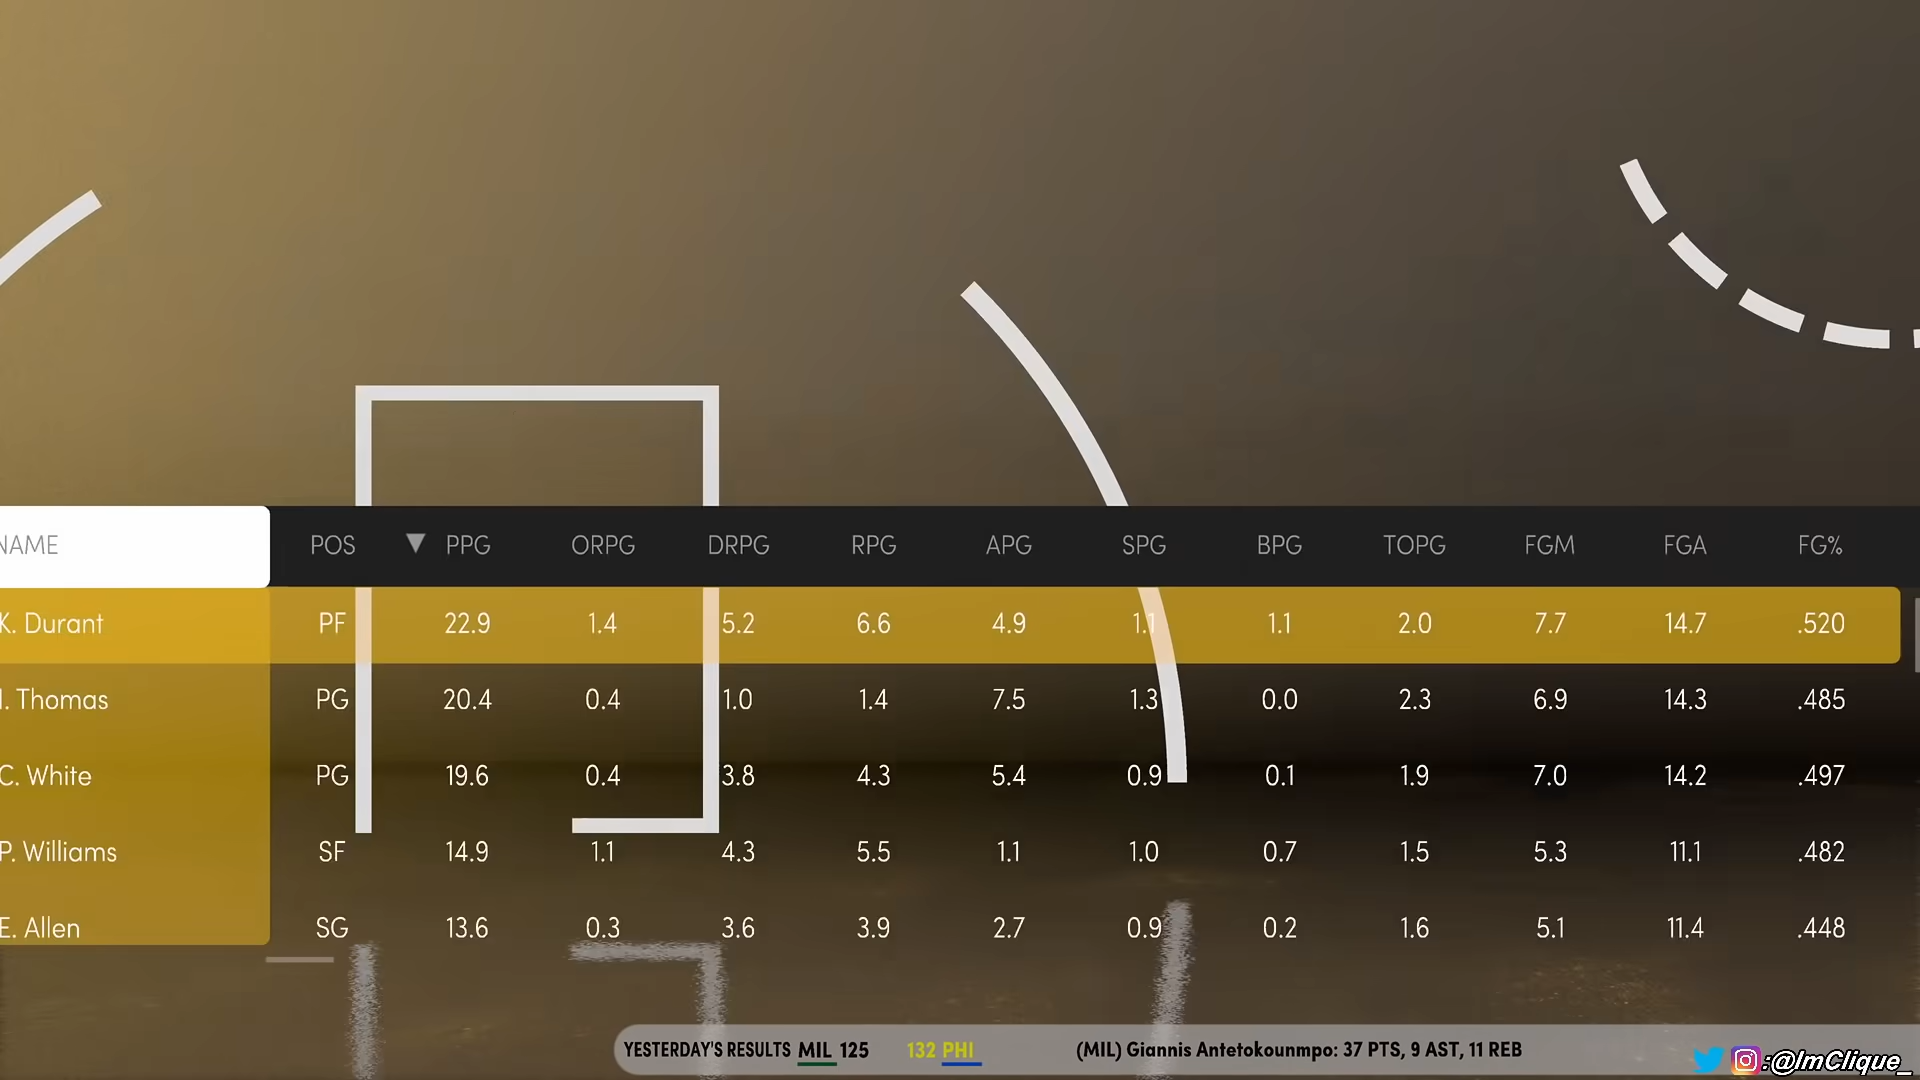 NAME POS ▼ PPG ORPG DRPG RPG APG SPG BPG TOPG FGM FGA FG%
K. Durant PF 22.9 1.4 5.2 6.6 4.9 1.1 1.1 2.0 7.7 14.7 .520
I. Thomas PG 20.4 0.4 1.0 1.4 7.5 1.3 0.0 2.3 6.9 14.3 .485
C. White PG 19.6 0.4 3.8 4.3 5.4 0.9 0.1 1.9 7.0 14.2 .497
P. Williams SF 14.9 1.1 4.3 5.5 1.1 1.0 0.7 1.5 5.3 11.1 .482
E. Allen SG 13.6 0.3 3.6 3.9 2.7 0.9 0.2 1.6 5.1 11.4 .448
YESTERDAY'S RESULTS MIL 125 132 PHI (MIL) Giannis Antetokounmpo: 37 PTS, 9 AST, 11 REB
:@ImClique_